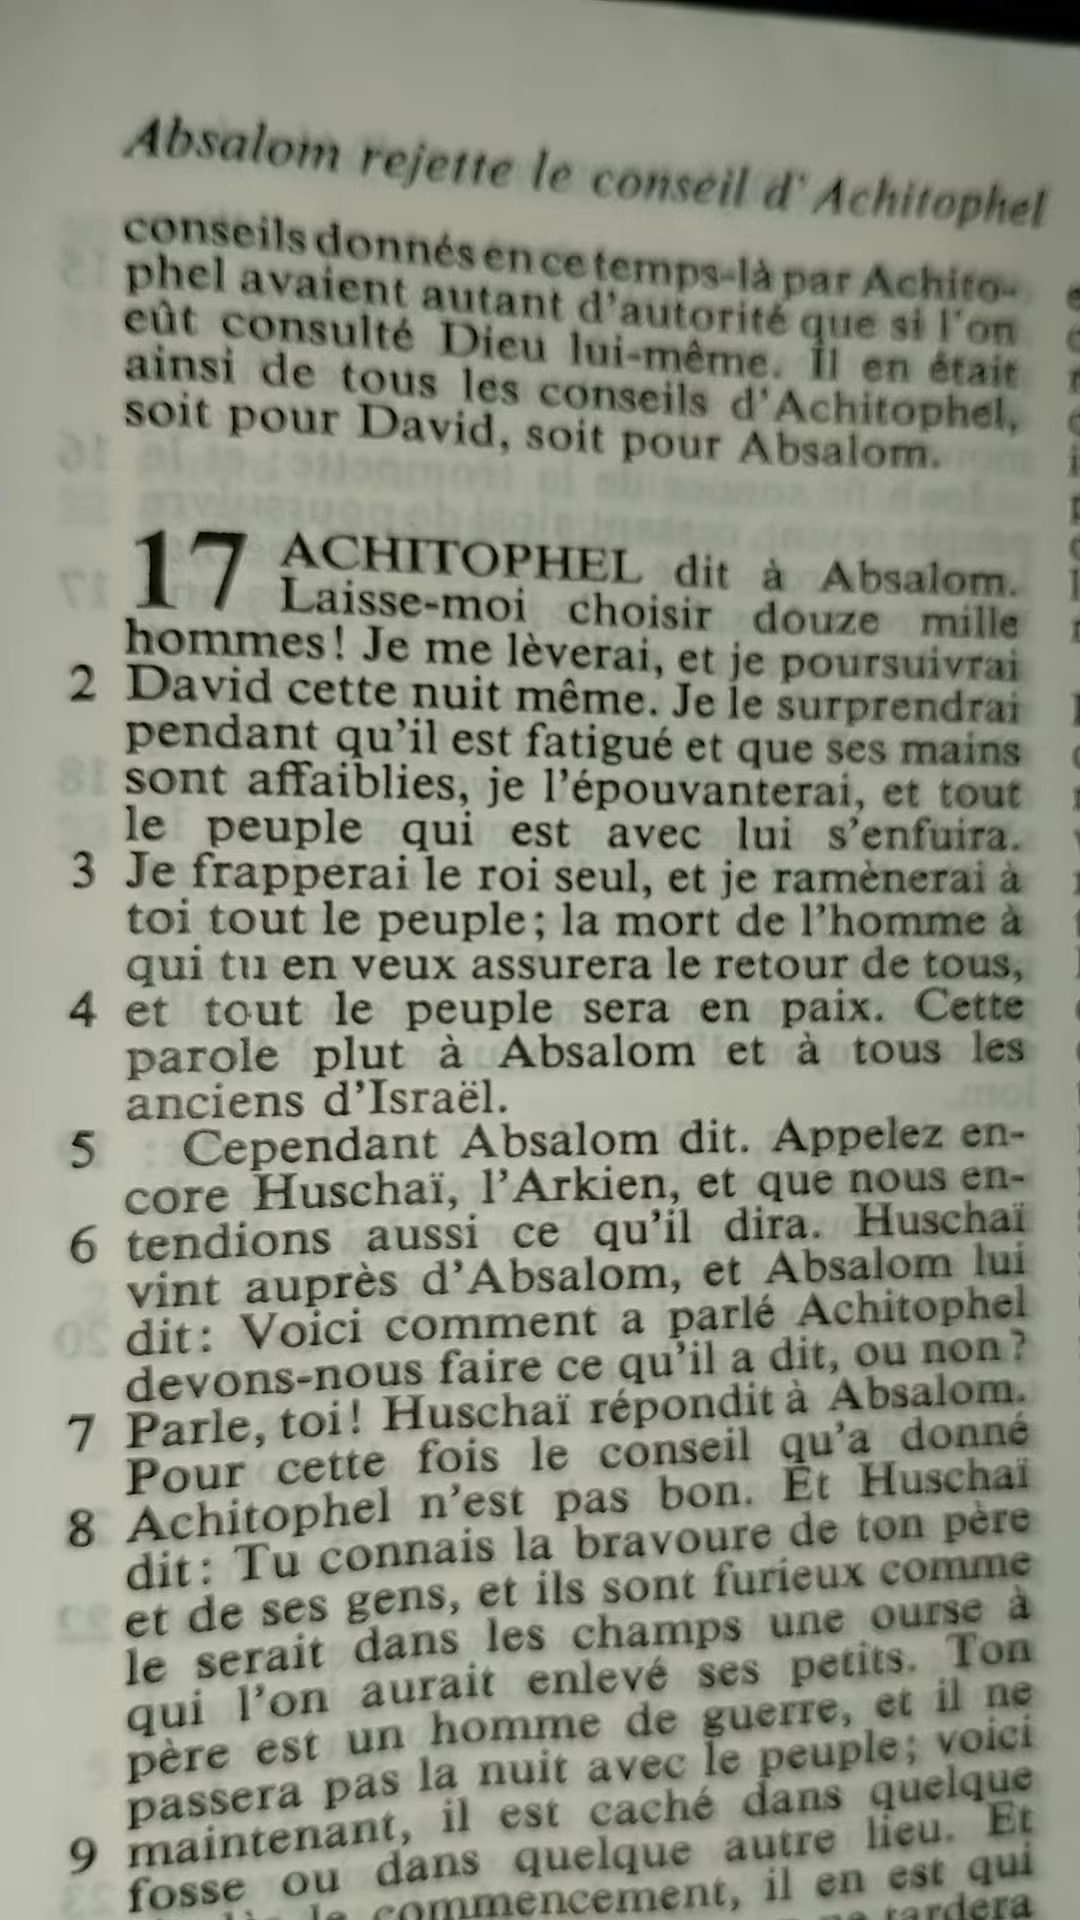 Absalom rejette le conseil d'Achitophel
conseils donnés en ce temps-là par Achito-
phel avaient autant d'autorité que si l'on
eût consulté Dieu lui-même. Il en était
ainsi de tous les conseils d'Achitophel,
soit pour David, soit pour Absalom.
17 ACHITOPHEL dit à Absalom.
Laisse-moi choisir douze mille
hommes! Je me lèverai, et je poursuivrai
2 David cette nuit même. Je le surprendrai
pendant qu'il est fatigué et que ses mains
sont affaiblies, je l'épouvanterai, et tout
le peuple qui est avec lui s'enfuira.
3 Je frapperai le roi seul, et je ramènerai à
toi tout le peuple; la mort de l'homme à
qui tu en veux assurera le retour de tous,
4 et tout le peuple sera en paix. Cette
parole plut à Absalom et à tous les
anciens d'Israël.
5 Cependant Absalom dit. Appelez en-
core Huschaï, l'Arkien, et que nous en-
6 tendions aussi ce qu'il dira. Huschaï
vint auprès d'Absalom, et Absalom lui
dit: Voici comment a parlé Achitophel
devons-nous faire ce qu'il a dit, ou non?
7 Parle, toi! Huschaï répondit à Absalom.
Pour cette fois le conseil qu'a donné
8 Achitophel n'est pas bon. Et Huschaï
dit: Tu connais la bravoure de ton père
et de ses gens, et ils sont furieux comme
le serait dans les champs une ourse à
qui l'on aurait enlevé ses petits. Ton
père est un homme de guerre, et il ne
passera pas la nuit avec le peuple; voici
9 maintenant, il est caché dans quelque
fosse ou dans quelque autre lieu. Et
le commencement, il en est qui
tardera